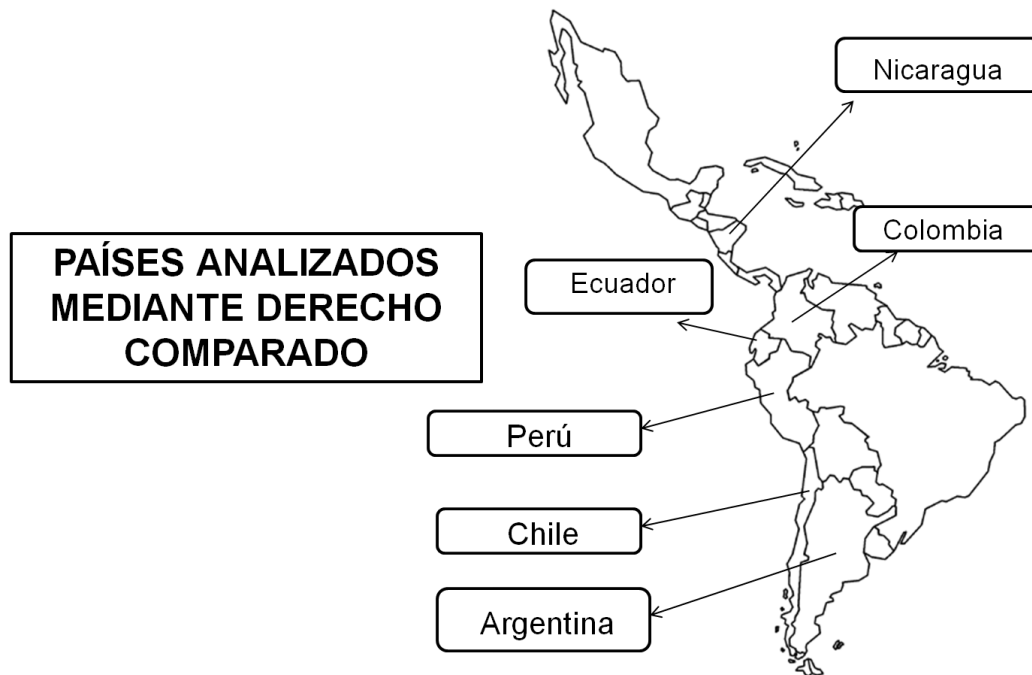 Nicaragua
Colombia
PAÍSES ANALIZADOS
MEDIANTE DERECHO
COMPARADO
Ecuador
Perú
Chile
Argentina